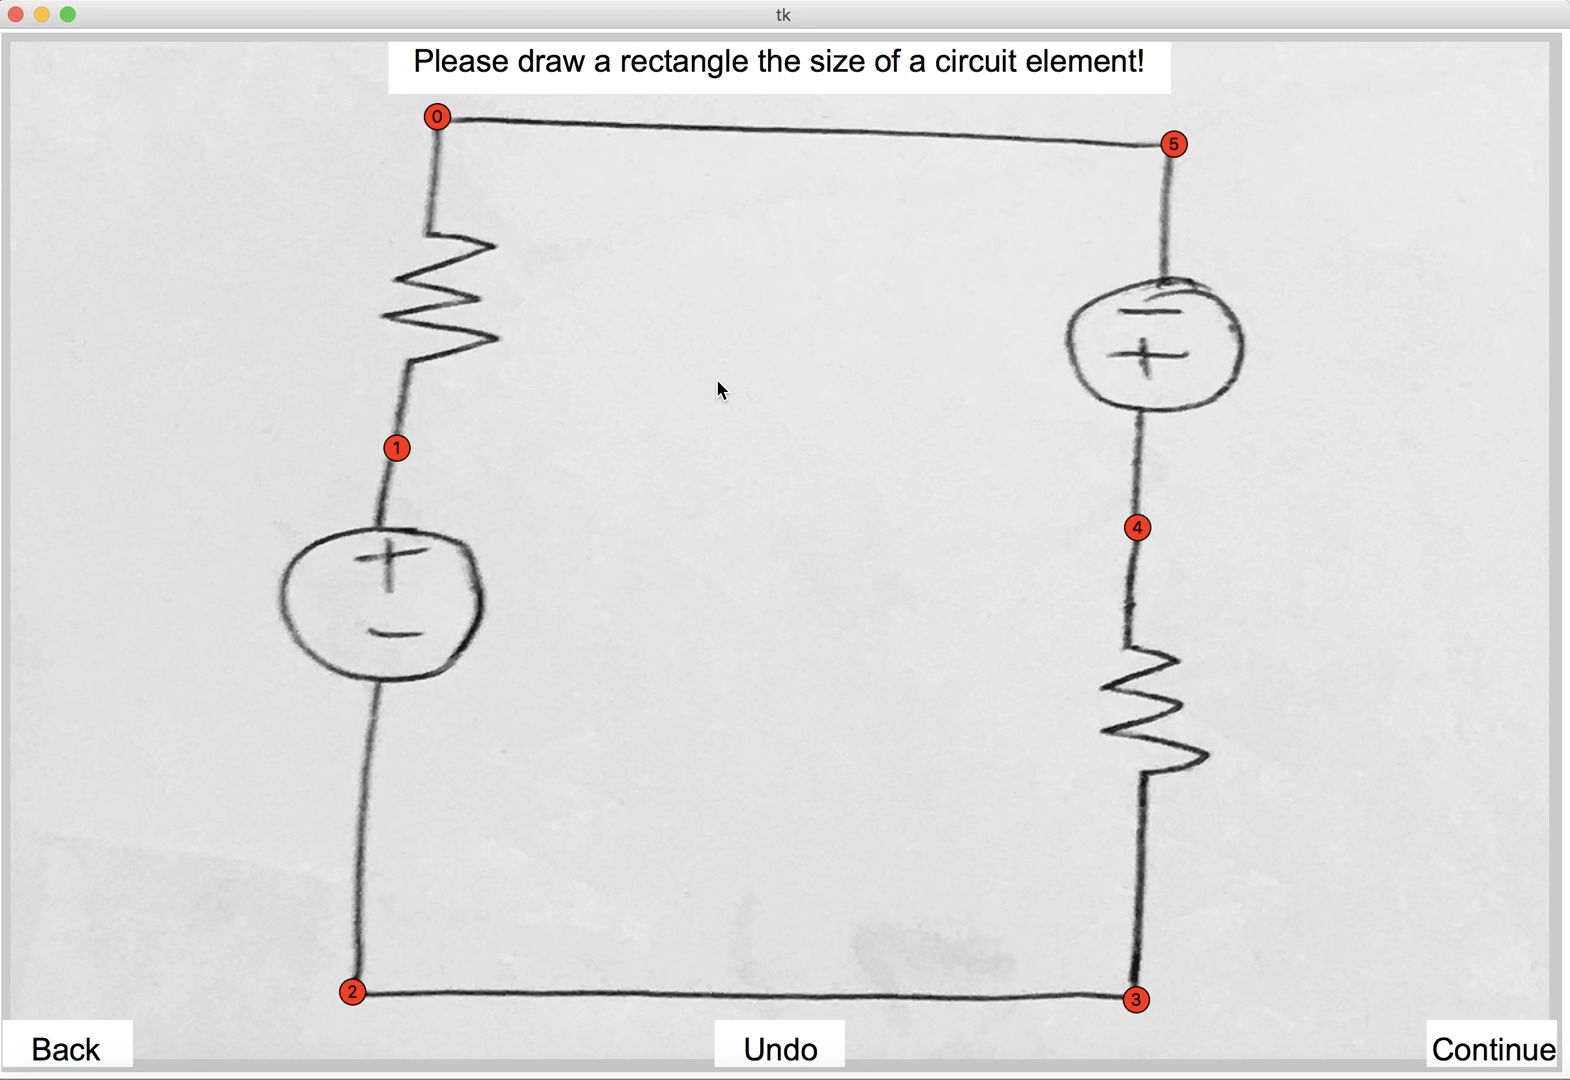 tk
Please draw a rectangle the size of a circuit element!
0
5
1
4
+
−
−
+
2
3
Back
Undo
Continue